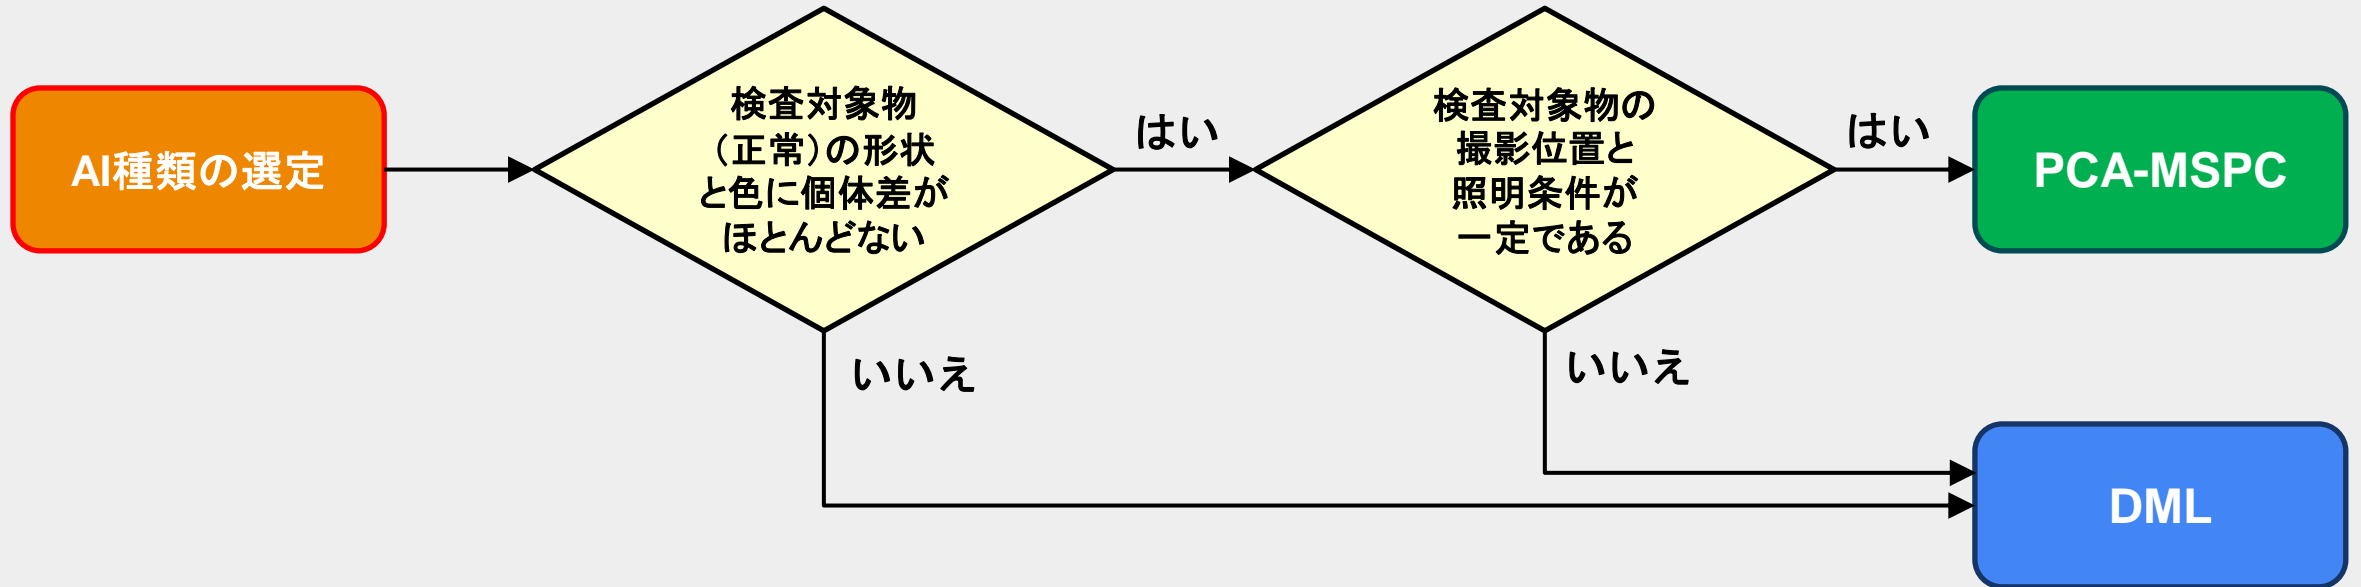 AI種類の選定
検査対象物
(正常)の形状
と色に個体差が
ほとんどない
はい
いいえ
検査対象物の
撮影位置と
照明条件が
一定である
はい
いいえ
PCA-MSPC
DML